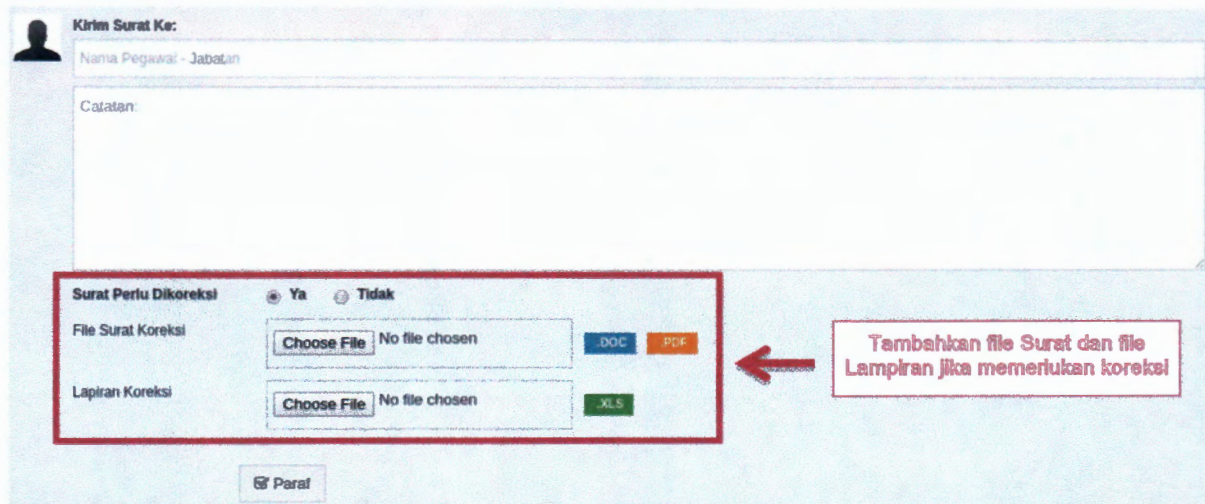 Kirim Surat Ke:
Nama Pegawai - Jabatan
Catatan:
Surat Perlu Dikoreksi Ya Tidak
File Surat Koreksi Choose File No file chosen .DOC .PDF
Lapiran Koreksi Choose File No file chosen .XLS
Tambahkan file Surat dan file
Lampiran jika memerlukan koreksi
Paraf